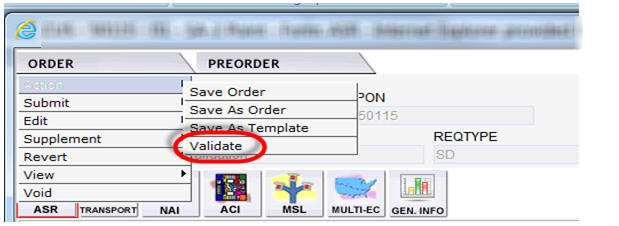 ORDER PREORDER
Action
Save Order
Submit
Save As Order
PON
50115
Edit
Save As Template
Supplement
Validate
REQTYPE
Revert
SD
View
Void
ASR TRANSPORT NAI ACI MSL MULTI-EC GEN. INFO